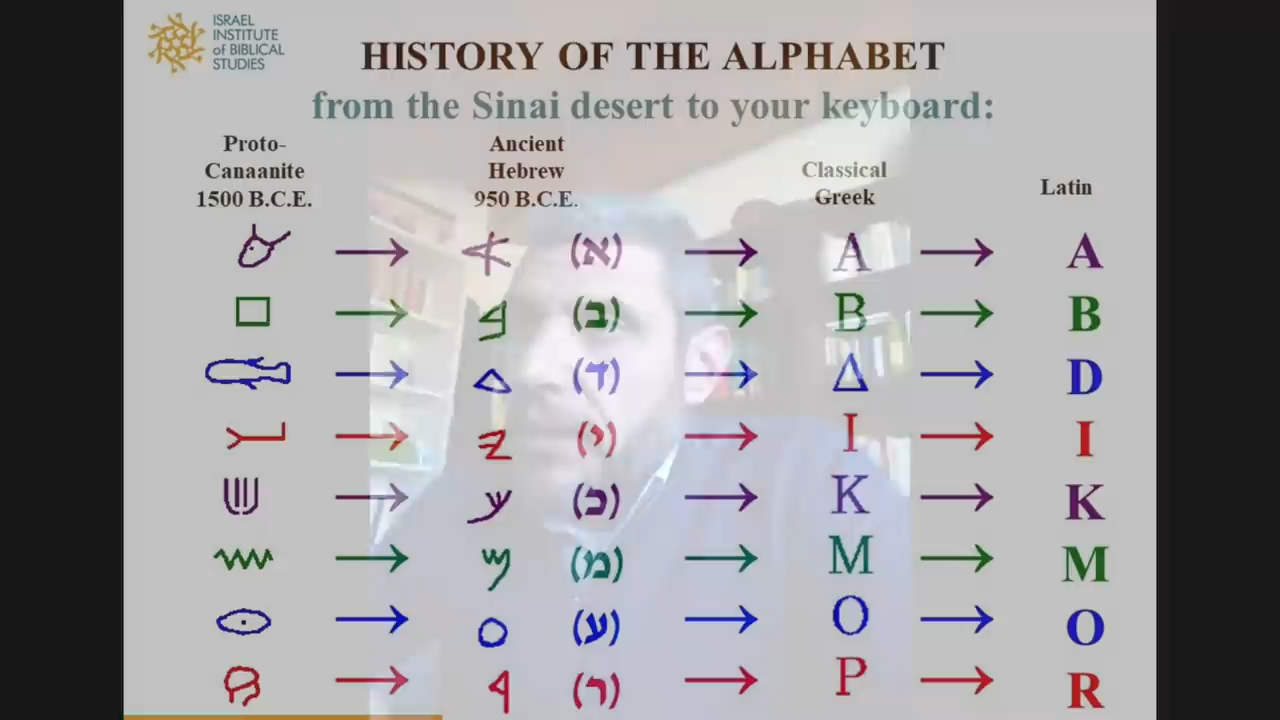 ISRAEL
INSTITUTE
of BIBLICAL
STUDIES
HISTORY OF THE ALPHABET
from the Sinai desert to your keyboard:
Proto-
Canaanite
1500 B.C.E.
Ancient
Hebrew
950 B.C.E.
Classical
Greek
Latin
(א) Α A
(ב) Β B
(ד) Δ D
(י) Ι I
(כ) Κ K
(מ) Μ M
(ע) Ο O
(ר) Ρ R